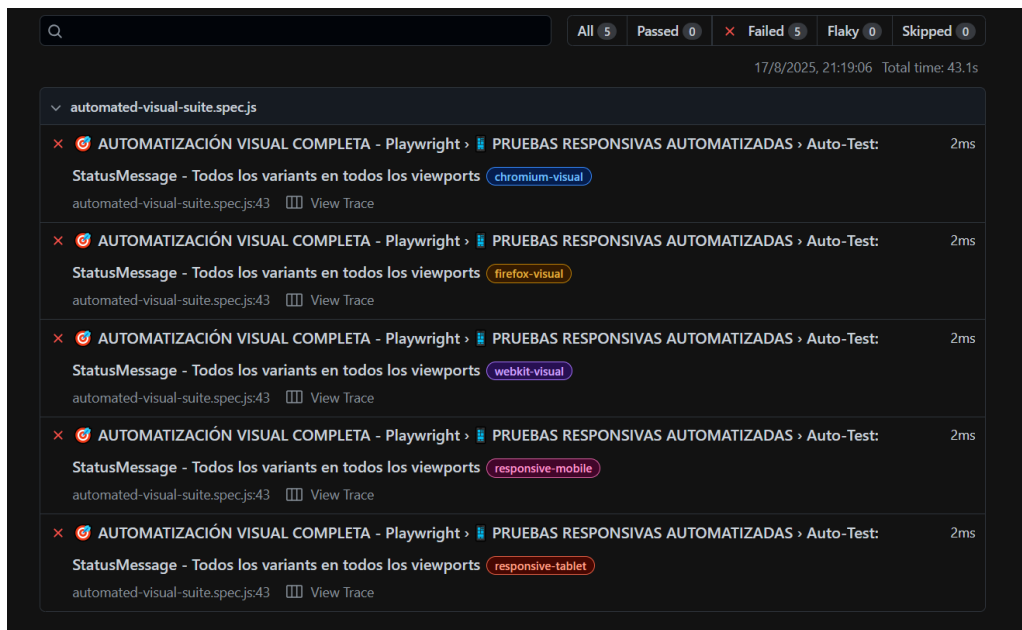 All 5 Passed 0 Failed 5 Flaky 0 Skipped 0
17/8/2025, 21:19:06 Total time: 43.1s
automated-visual-suite.spec.js
AUTOMATIZACIÓN VISUAL COMPLETA - Playwright › PRUEBAS RESPONSIVAS AUTOMATIZADAS › Auto-Test: 2ms
StatusMessage - Todos los variants en todos los viewports chromium-visual
automated-visual-suite.spec.js:43 View Trace
AUTOMATIZACIÓN VISUAL COMPLETA - Playwright › PRUEBAS RESPONSIVAS AUTOMATIZADAS › Auto-Test: 2ms
StatusMessage - Todos los variants en todos los viewports firefox-visual
automated-visual-suite.spec.js:43 View Trace
AUTOMATIZACIÓN VISUAL COMPLETA - Playwright › PRUEBAS RESPONSIVAS AUTOMATIZADAS › Auto-Test: 2ms
StatusMessage - Todos los variants en todos los viewports webkit-visual
automated-visual-suite.spec.js:43 View Trace
AUTOMATIZACIÓN VISUAL COMPLETA - Playwright › PRUEBAS RESPONSIVAS AUTOMATIZADAS › Auto-Test: 2ms
StatusMessage - Todos los variants en todos los viewports responsive-mobile
automated-visual-suite.spec.js:43 View Trace
AUTOMATIZACIÓN VISUAL COMPLETA - Playwright › PRUEBAS RESPONSIVAS AUTOMATIZADAS › Auto-Test: 2ms
StatusMessage - Todos los variants en todos los viewports responsive-tablet
automated-visual-suite.spec.js:43 View Trace